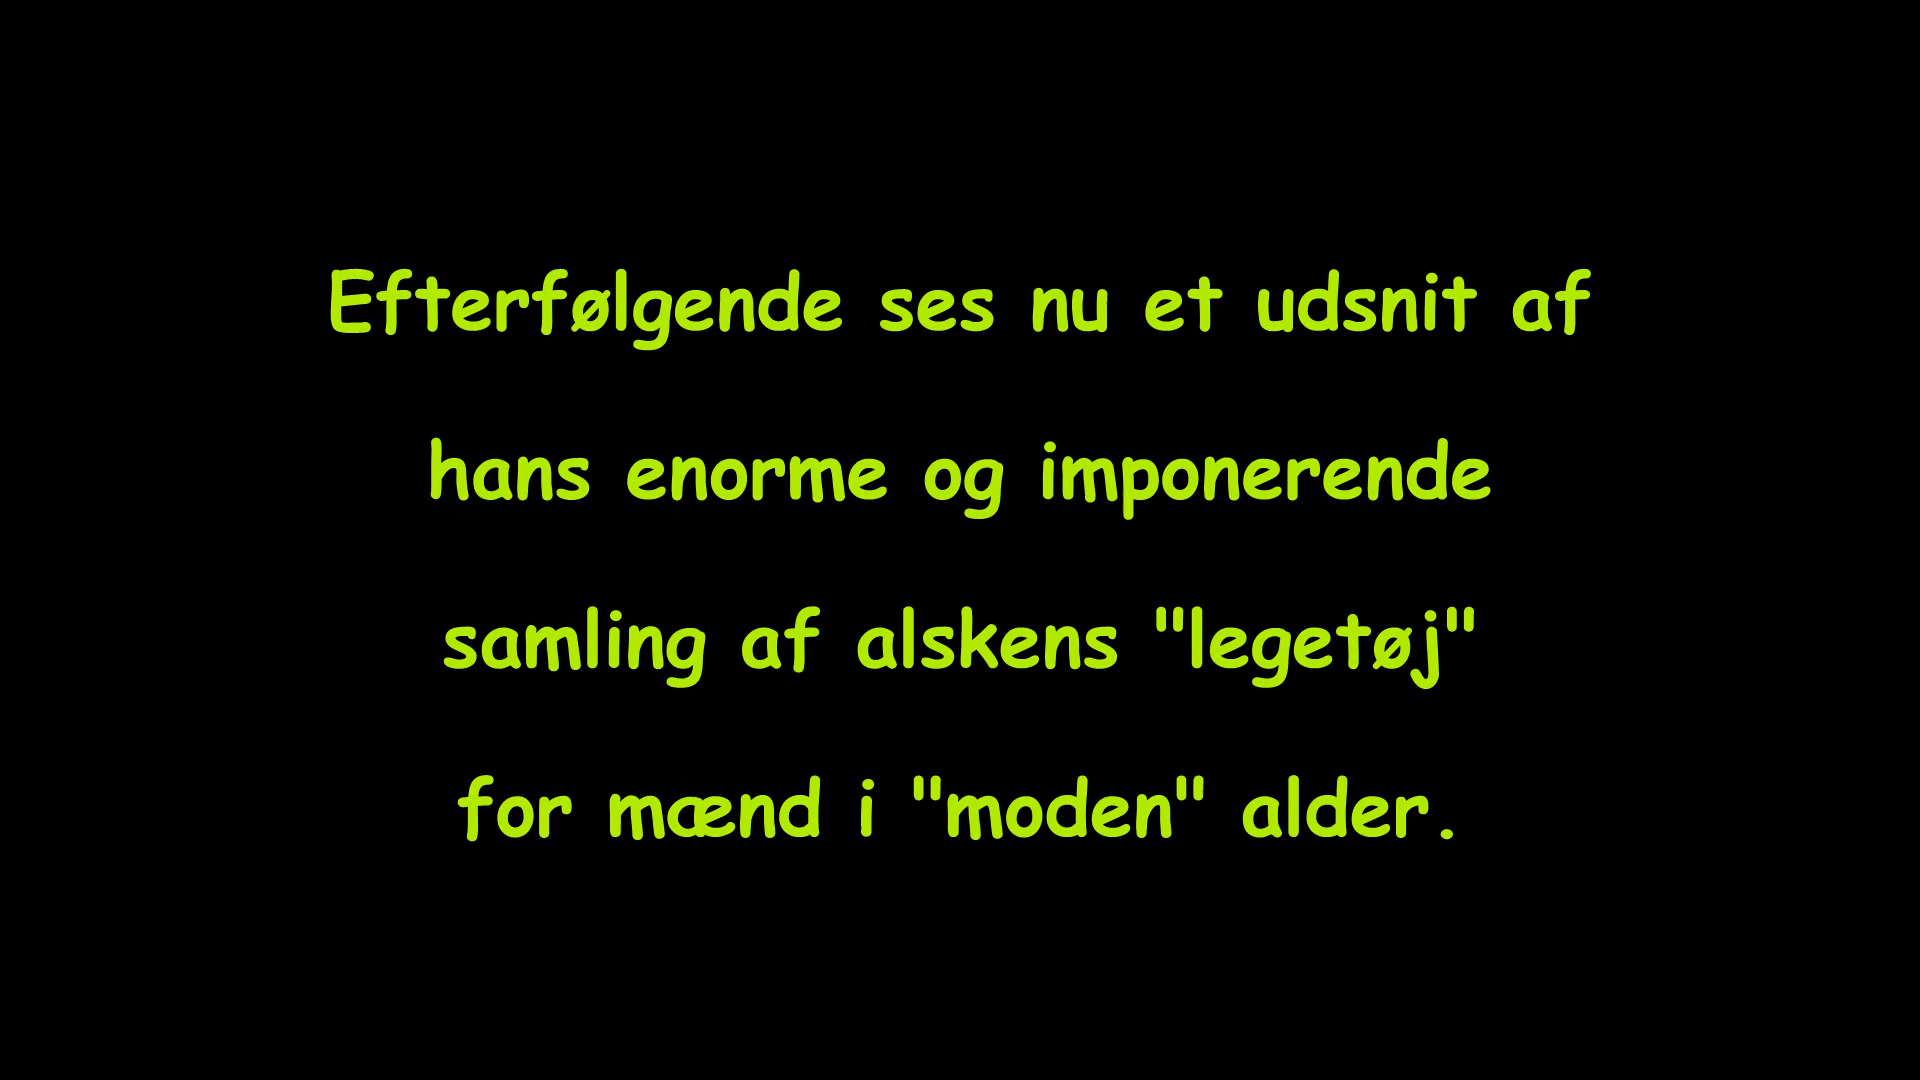 Efterfølgende ses nu et udsnit af
hans enorme og imponerende
samling af alskens "legetøj"
for mænd i "moden" alder.